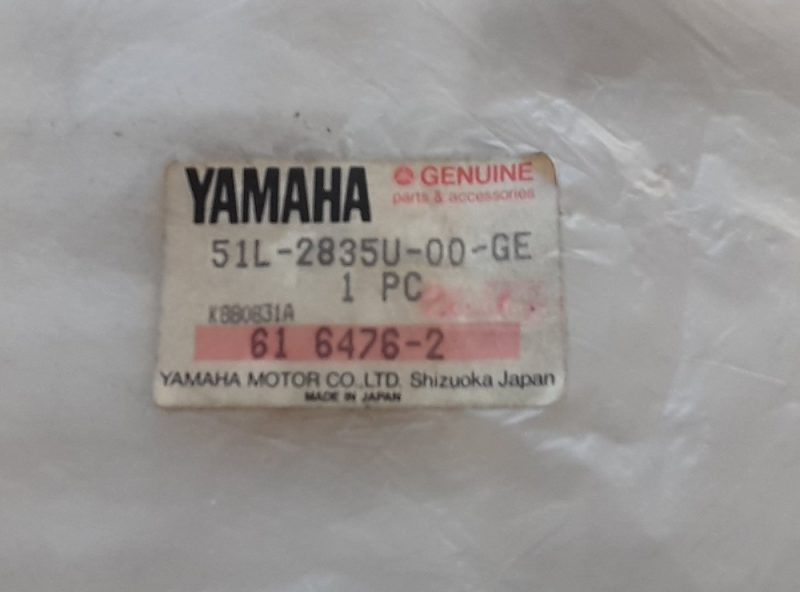 YAMAHA GENUINE
parts & accessories
51L-2835U-00-GE
1 PC
K880831A
61 6476-2
YAMAHA MOTOR CO.,LTD. Shizuoka Japan
MADE IN JAPAN